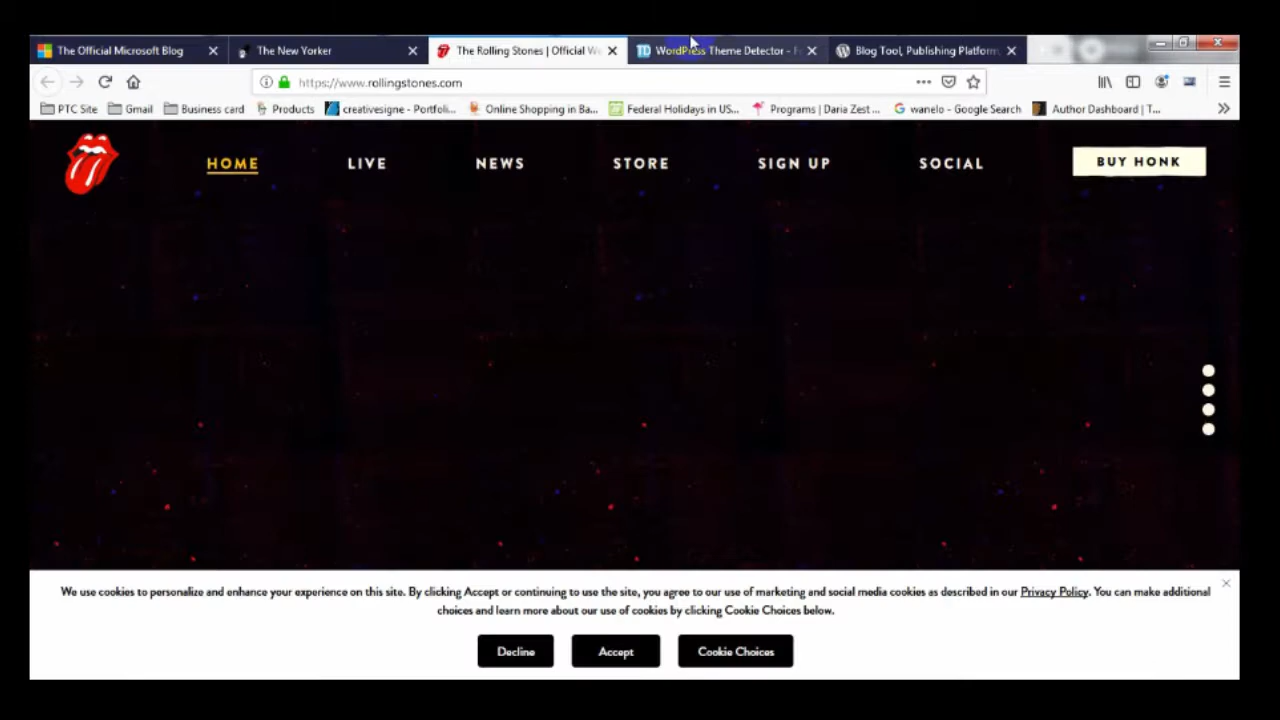 The Official Microsoft Blog
The New Yorker
The Rolling Stones | Official We
TD WordPress Theme Detector - F
Blog Tool, Publishing Platform,
https://www.rollingstones.com
PTC Site
Gmail
Business card
Products
creativesigne - Portfoli...
Online Shopping in Ba...
Federal Holidays in US...
Programs | Daria Zest ...
wanelo - Google Search
Author Dashboard | T...
HOME
LIVE
NEWS
STORE
SIGN UP
SOCIAL
BUY HONK
We use cookies to personalize and enhance your experience on this site. By clicking Accept or continuing to use the site, you agree to our use of marketing and social media cookies as described in our Privacy Policy. You can make additional
choices and learn more about our use of cookies by clicking Cookie Choices below.
Decline
Accept
Cookie Choices